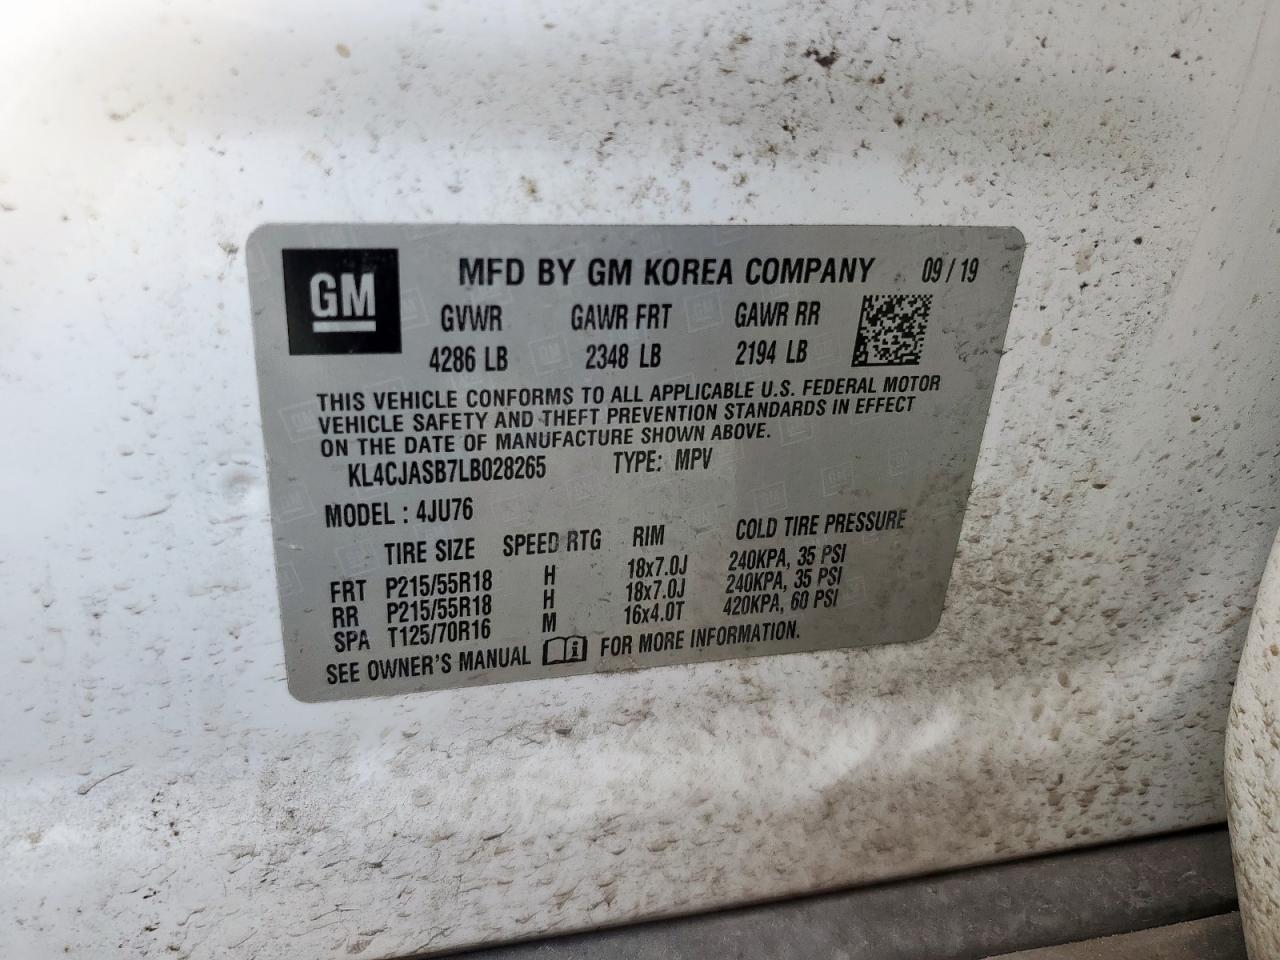 GM MFD BY GM KOREA COMPANY 09 / 19
GVWR GAWR FRT GAWR RR
4286 LB 2348 LB 2194 LB
THIS VEHICLE CONFORMS TO ALL APPLICABLE U.S. FEDERAL MOTOR
VEHICLE SAFETY AND THEFT PREVENTION STANDARDS IN EFFECT
ON THE DATE OF MANUFACTURE SHOWN ABOVE.
KL4CJASB7LB028265 TYPE: MPV
MODEL : 4JU76
TIRE SIZE SPEED RTG RIM COLD TIRE PRESSURE
FRT P215/55R18 H 18x7.0J 240KPA, 35 PSI
RR P215/55R18 H 18x7.0J 240KPA, 35 PSI
SPA T125/70R16 M 16x4.0T 420KPA, 60 PSI
SEE OWNER'S MANUAL i FOR MORE INFORMATION.